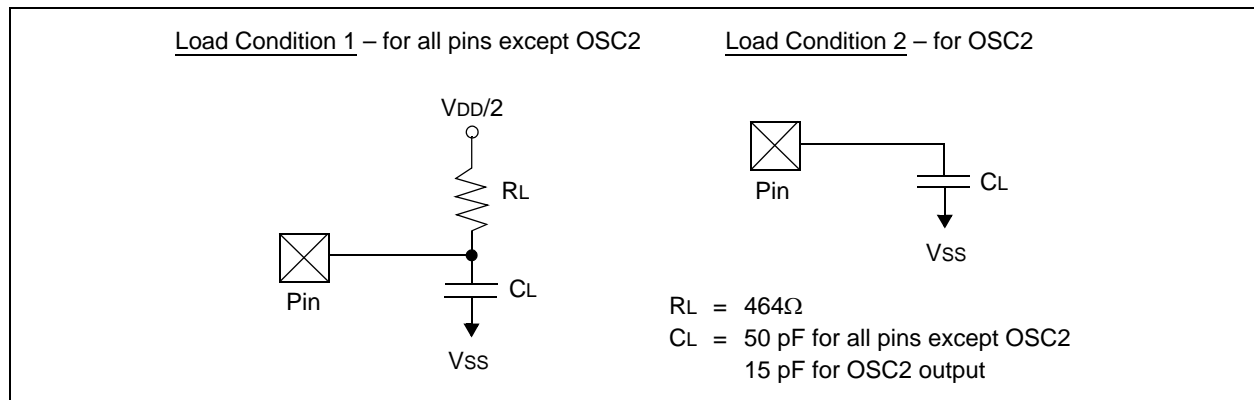 Load Condition 1 – for all pins except OSC2
VDD/2
RL
Pin
CL
VSS
Load Condition 2 – for OSC2
Pin
CL
VSS
RL = 464Ω
CL = 50 pF for all pins except OSC2
15 pF for OSC2 output